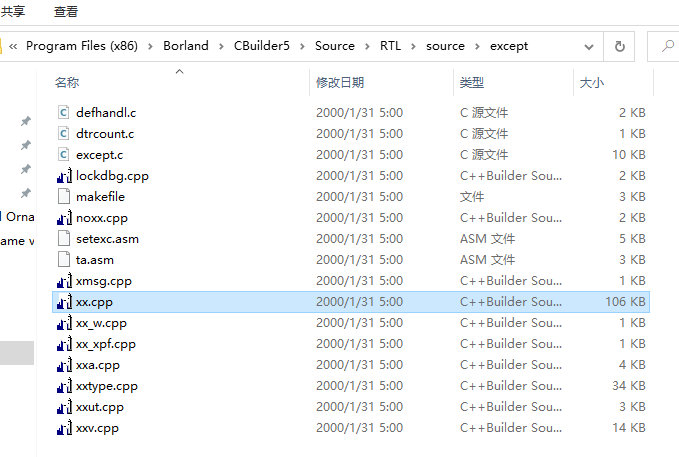 共享 查看
« Program Files (x86) > Borland > CBuilder5 > Source > RTL > source > except
名称 修改日期 类型 大小
defhandl.c 2000/1/31 5:00 C 源文件 2 KB
dtrcount.c 2000/1/31 5:00 C 源文件 1 KB
except.c 2000/1/31 5:00 C 源文件 10 KB
lockdbg.cpp 2000/1/31 5:00 C++Builder Sou... 2 KB
makefile 2000/1/31 5:00 文件 3 KB
l Orna
noxx.cpp 2000/1/31 5:00 C++Builder Sou... 2 KB
ame v
setexc.asm 2000/1/31 5:00 ASM 文件 5 KB
ta.asm 2000/1/31 5:00 ASM 文件 3 KB
xmsg.cpp 2000/1/31 5:00 C++Builder Sou... 1 KB
xx.cpp 2000/1/31 5:00 C++Builder Sou... 106 KB
xx_w.cpp 2000/1/31 5:00 C++Builder Sou... 1 KB
xx_xpf.cpp 2000/1/31 5:00 C++Builder Sou... 1 KB
xxa.cpp 2000/1/31 5:00 C++Builder Sou... 4 KB
xxtype.cpp 2000/1/31 5:00 C++Builder Sou... 34 KB
xxut.cpp 2000/1/31 5:00 C++Builder Sou... 3 KB
xxv.cpp 2000/1/31 5:00 C++Builder Sou... 14 KB